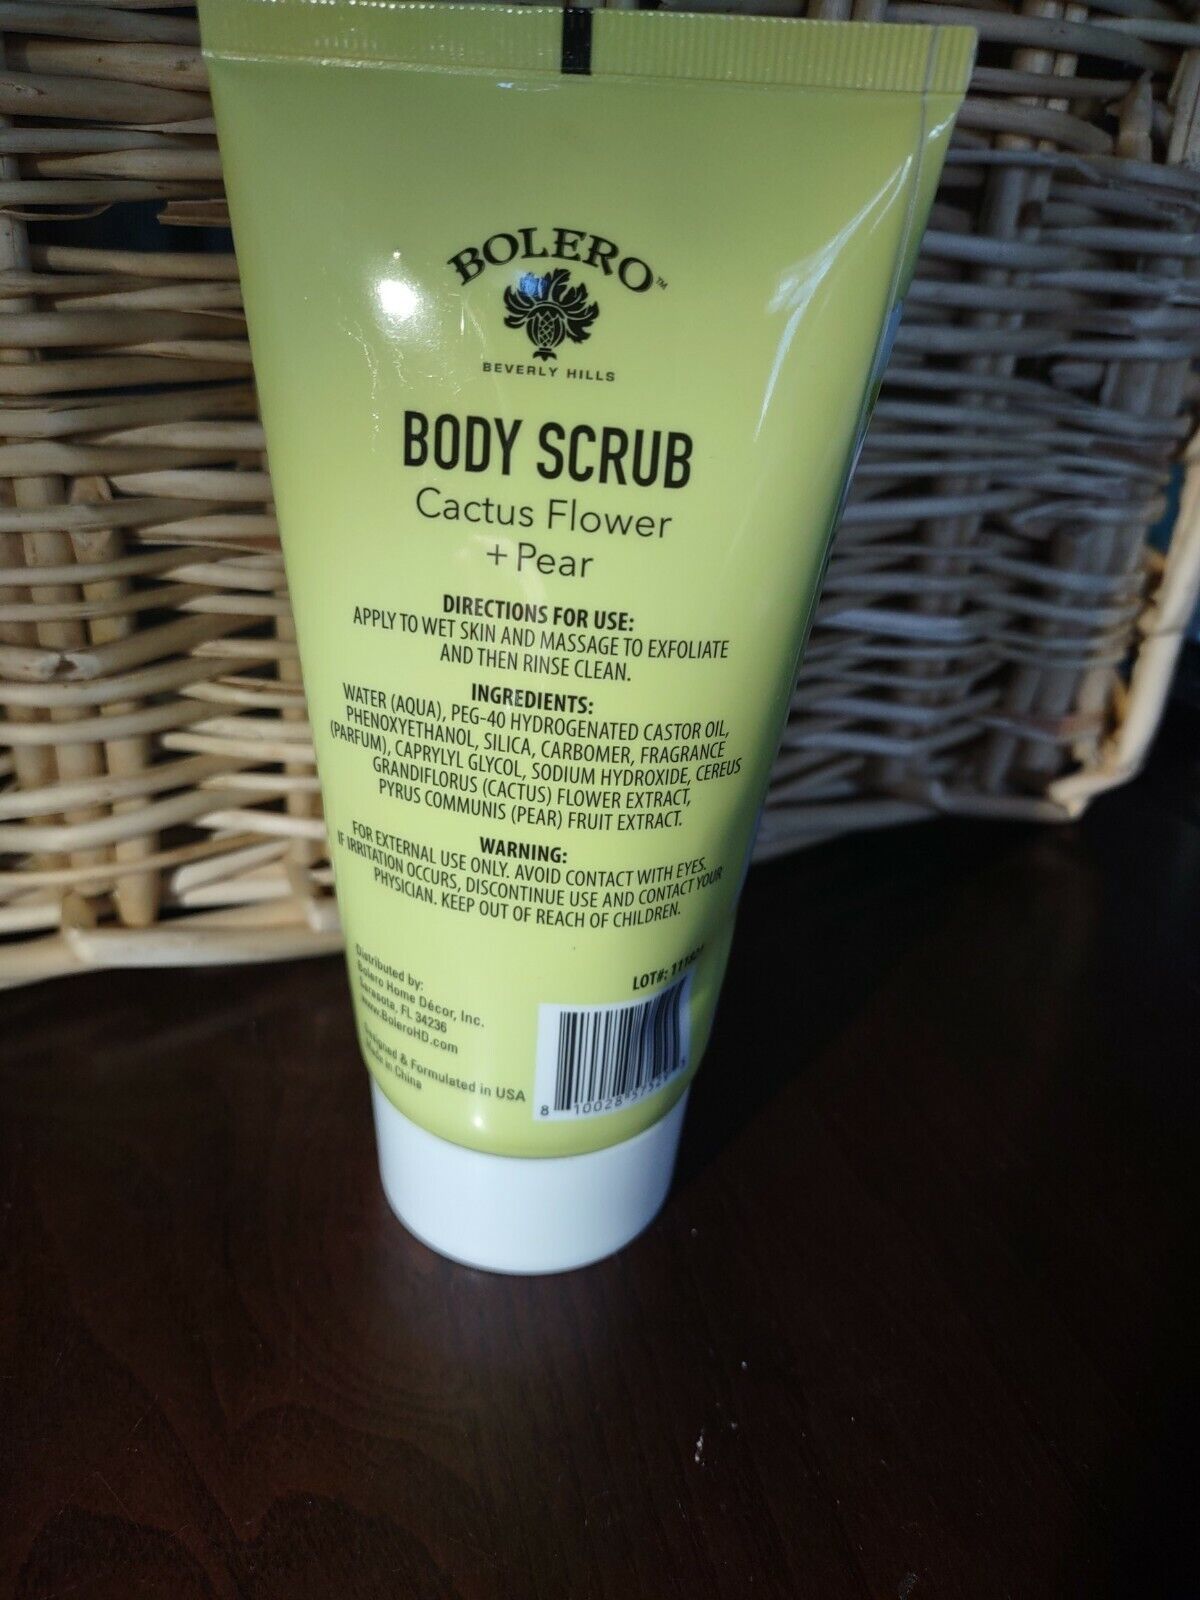 BOLERO™
BEVERLY HILLS
BODY SCRUB
Cactus Flower
+ Pear
DIRECTIONS FOR USE:
APPLY TO WET SKIN AND MASSAGE TO EXFOLIATE
AND THEN RINSE CLEAN.
INGREDIENTS:
WATER (AQUA), PEG-40 HYDROGENATED CASTOR OIL,
PHENOXYETHANOL, SILICA, CARBOMER, FRAGRANCE
(PARFUM), CAPRYLYL GLYCOL, SODIUM HYDROXIDE, CEREUS
GRANDIFLORUS (CACTUS) FLOWER EXTRACT,
PYRUS COMMUNIS (PEAR) FRUIT EXTRACT.
WARNING:
FOR EXTERNAL USE ONLY. AVOID CONTACT WITH EYES.
IF IRRITATION OCCURS, DISCONTINUE USE AND CONTACT YOUR
PHYSICIAN. KEEP OUT OF REACH OF CHILDREN.
Distributed by:
Bolero Home Décor, Inc.
Sarasota, FL 34236
www.BoleroHD.com
Designed & Formulated in USA
Made in China
LOT#:
8 10028